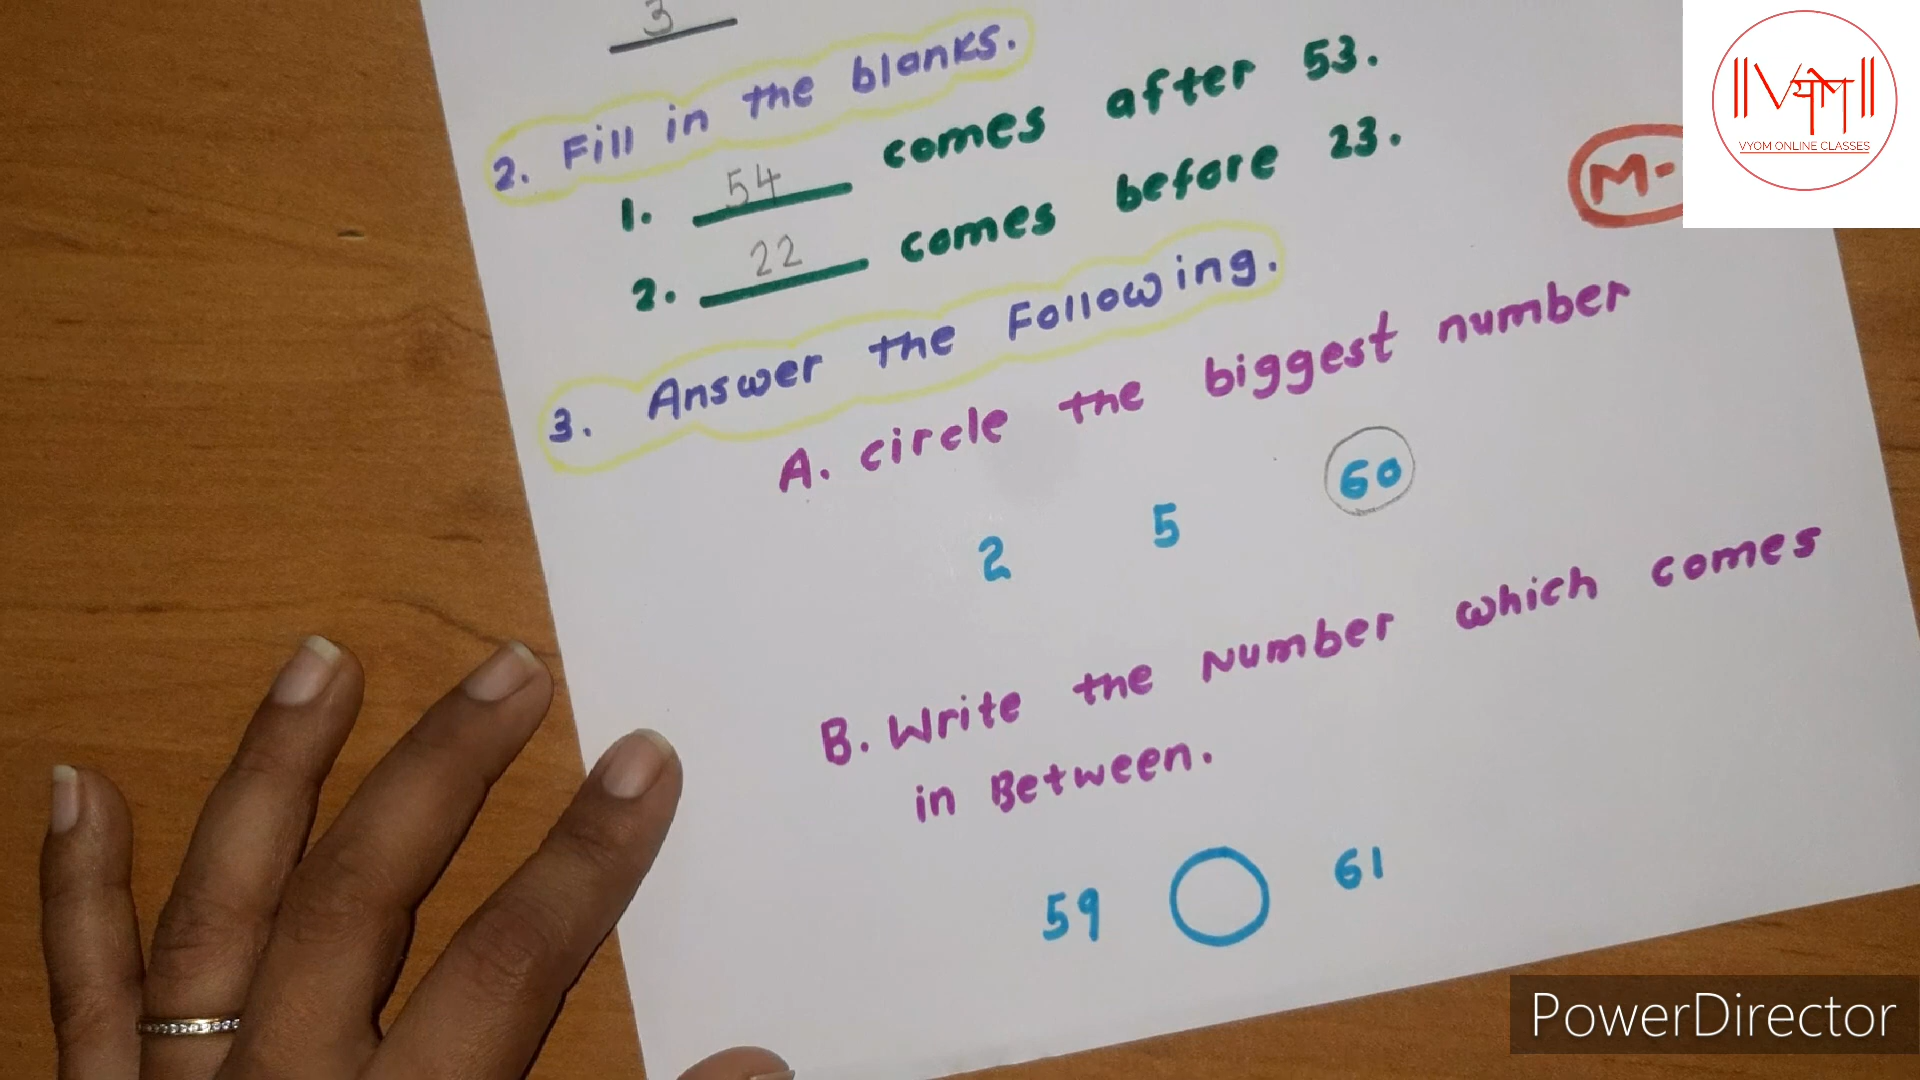 3
2. Fill in the blanks.
1. 54 comes after 53.
2. 22 comes before 23.
3. Answer the Following.
A. circle the biggest number
2 5 60
B. Write the Number which comes
in Between.
59 61
M-
||Vयोम||
VYOM ONLINE CLASSES
PowerDirector